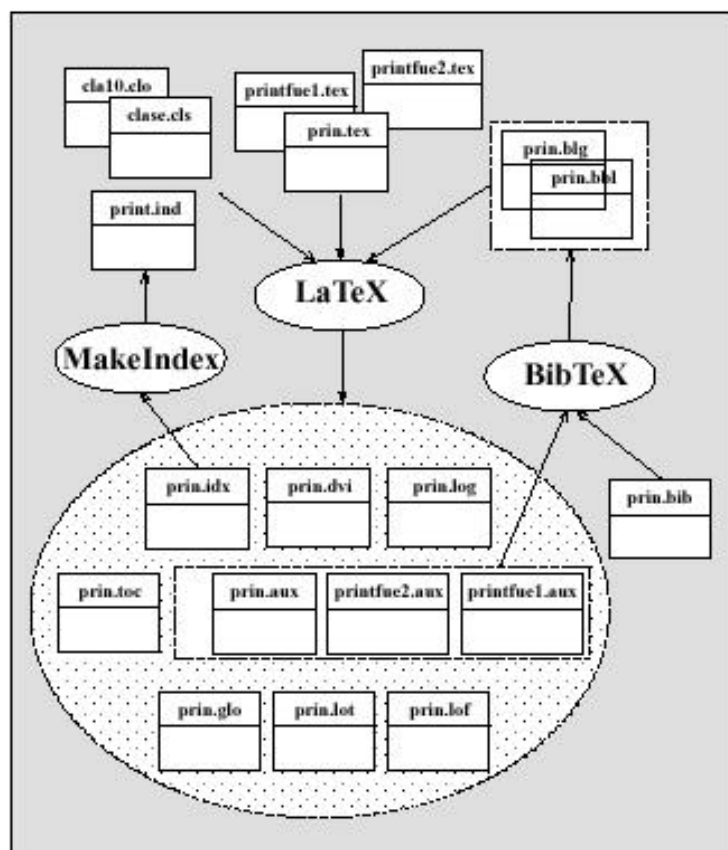 cla10.clo
clase.cls
printfue1.tex
printfue2.tex
prin.tex
prin.blg
prin.bbl
print.ind
LaTeX
MakeIndex
BibTeX
prin.idx
prin.dvi
prin.log
prin.bib
prin.toc
prin.aux
printfue2.aux
printfue1.aux
prin.glo
prin.lot
prin.lof